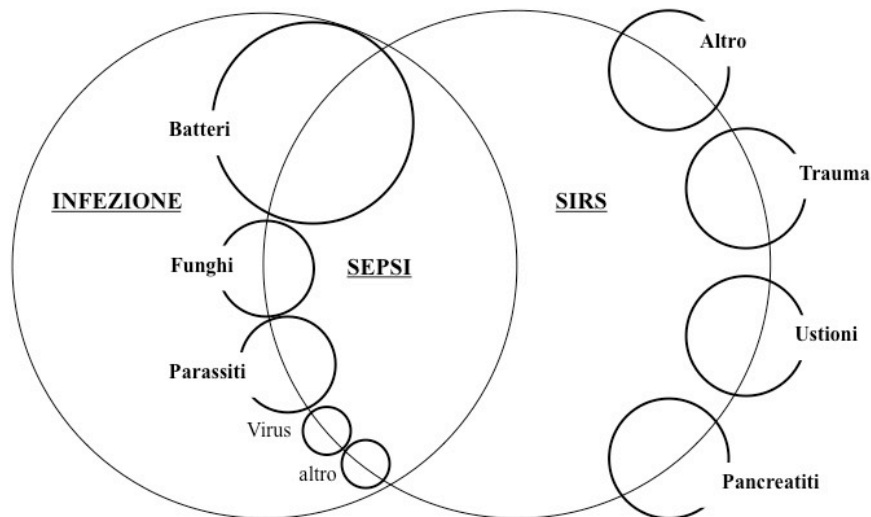 Altro
Batteri
Trauma
INFEZIONE
SIRS
Funghi
SEPSI
Ustioni
Parassiti
Virus
altro
Pancreatiti